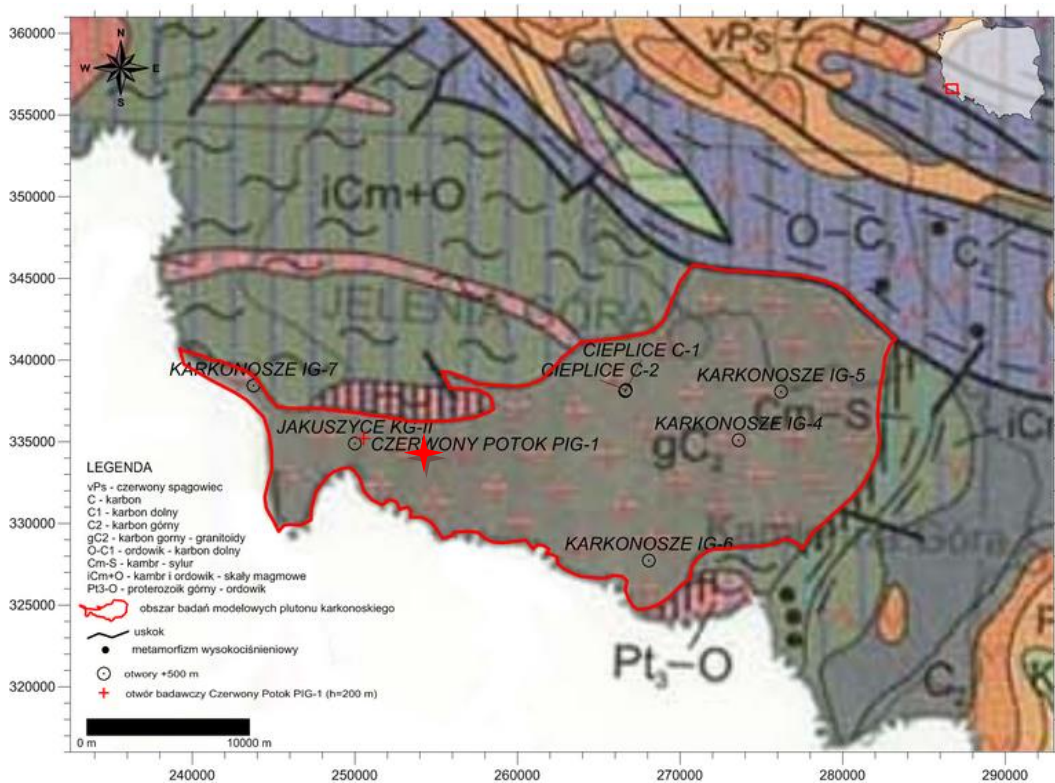 360000
355000
350000
345000
340000
335000
330000
325000
320000
N
W
E
S
vPs
C
iCm+O
O-C
C
JELENIA GÓRA
CIEPLICE C-1
CIEPLICE C-2
KARKONOSZE IG-7
KARKONOSZE IG-5
Cm-S
iCm
JAKUSZYCE KG-II
CZERWONY POTOK PIG-1
KARKONOSZE IG-4
gC2
KARKONOSZE IG-6
Pt3-O
C
K
LEGENDA
vPs - czerwony spągowiec
C - karbon
C1 - karbon dolny
C2 - karbon górny
gC2 - karbon gorny - granitoidy
O-C1 - ordowik - karbon dolny
Cm-S - kambr - sylur
iCm+O - kambr i ordowik - skały magmowe
Pt3-O - proterozoik górny - ordowik
obszar badań modelowych plutonu karkonoskiego
uskok
metamorfizm wysokociśnieniowy
otwory +500 m
otwór badawczy Czerwony Potok PIG-1 (h=200 m)
0 m 10000 m
240000 250000 260000 270000 280000 290000